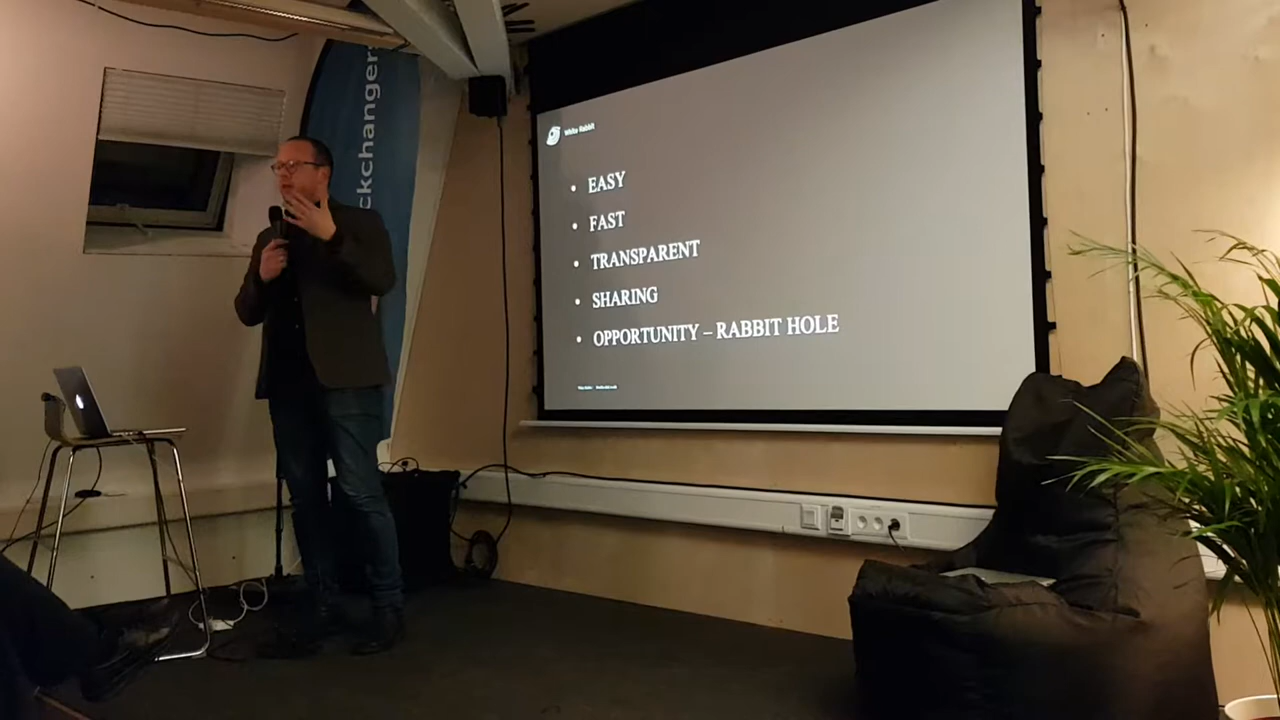 ckchanger
White Rabbit
• EASY
• FAST
• TRANSPARENT
• SHARING
• OPPORTUNITY – RABBIT HOLE